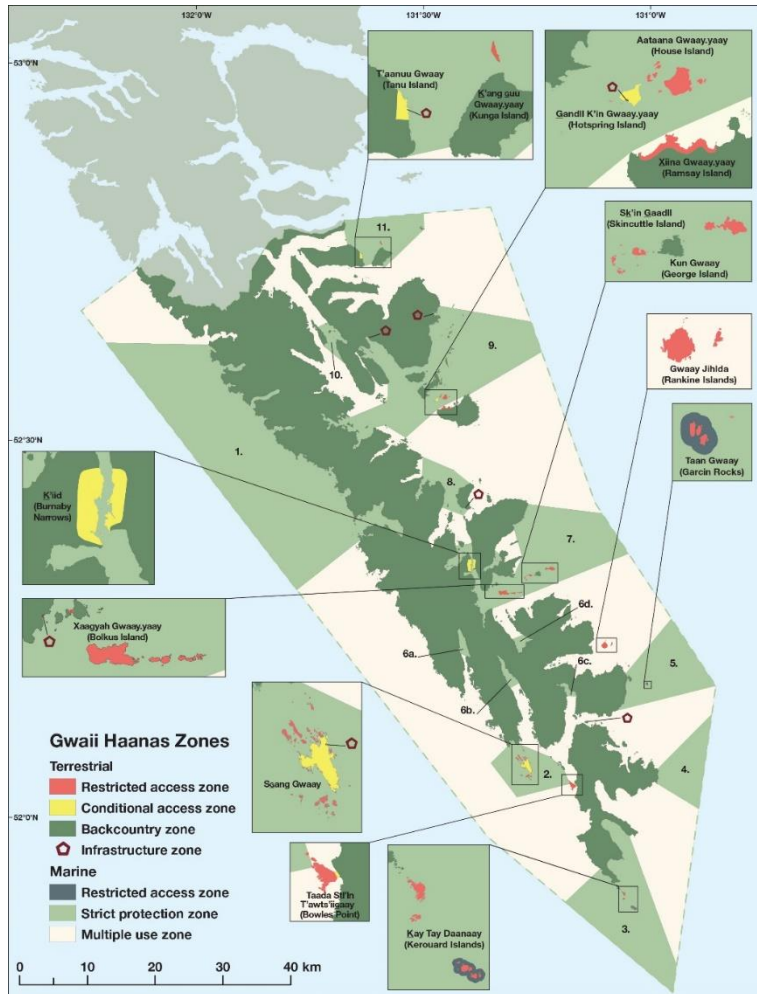 132°0'W
131°30'W
131°0'W
53°0'N
52°30'N
52°0'N
T'aanuu Gwaay
(Tanu Island)
K'ang guu
Gwaay.yaay
(Kunga Island)
Aataana Gwaay.yaay
(House Island)
Gandll K'in Gwaay.yaay
(Hotspring Island)
Xiina Gwaay.yaay
(Ramsay Island)
Sk'in Gaadll
(Skincuttle Island)
Kun Gwaay
(George Island)
Gwaay Jihlda
(Rankine Islands)
Taan Gwaay
(Garcin Rocks)
K'iid
(Burnaby
Narrows)
Xaagyah Gwaay.yaay
(Bolkus Island)
Sgang Gwaay
Taada Stl'in
T'awts'iigaay
(Bowles Point)
Kay Tay Daanaay
(Kerouard Islands)
11.
10.
9.
1.
8.
7.
6d.
6a.
6c.
5.
6b.
2.
4.
3.
Gwaii Haanas Zones
Terrestrial
Restricted access zone
Conditional access zone
Backcountry zone
Infrastructure zone
Marine
Restricted access zone
Strict protection zone
Multiple use zone
0 10 20 30 40 km